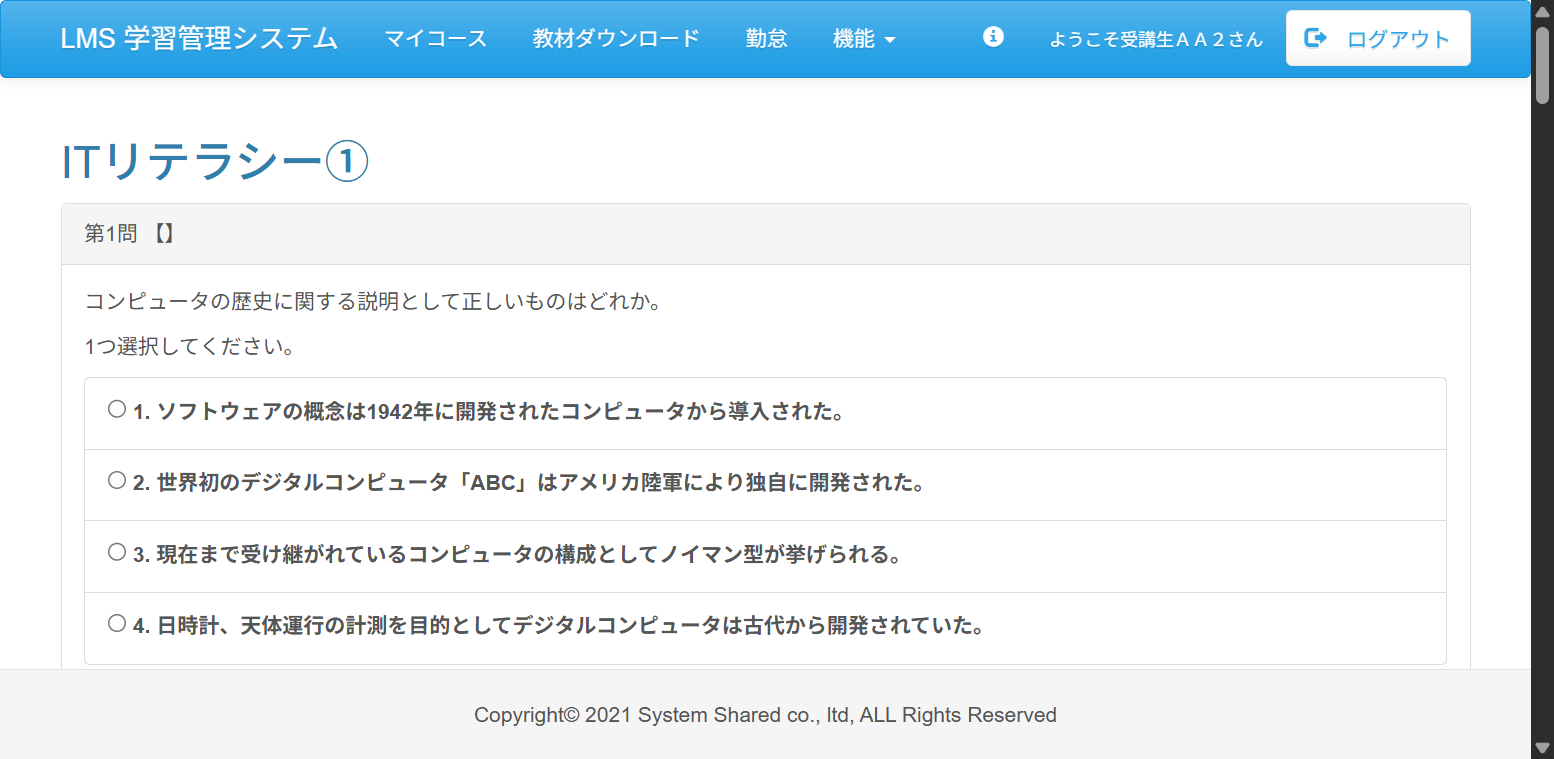 LMS 学習管理システム マイコース 教材ダウンロード 勤怠 機能 ようこそ受講生ＡＡ２さん ログアウト
ITリテラシー①
第1問 【】
コンピュータの歴史に関する説明として正しいものはどれか。
1つ選択してください。
1. ソフトウェアの概念は1942年に開発されたコンピュータから導入された。
2. 世界初のデジタルコンピュータ「ABC」はアメリカ陸軍により独自に開発された。
3. 現在まで受け継がれているコンピュータの構成としてノイマン型が挙げられる。
4. 日時計、天体運行の計測を目的としてデジタルコンピュータは古代から開発されていた。
Copyright© 2021 System Shared co., ltd, ALL Rights Reserved